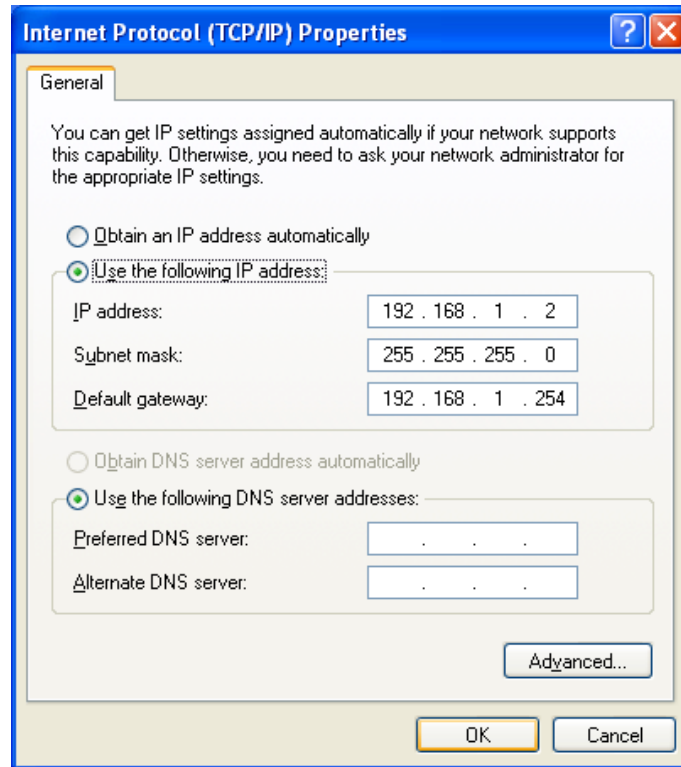 Internet Protocol (TCP/IP) Properties
General
You can get IP settings assigned automatically if your network supports
this capability. Otherwise, you need to ask your network administrator for
the appropriate IP settings.
Obtain an IP address automatically
Use the following IP address:
IP address: 192 . 168 . 1 . 2
Subnet mask: 255 . 255 . 255 . 0
Default gateway: 192 . 168 . 1 . 254
Obtain DNS server address automatically
Use the following DNS server addresses:
Preferred DNS server: . . .
Alternate DNS server: . . .
Advanced...
OK Cancel